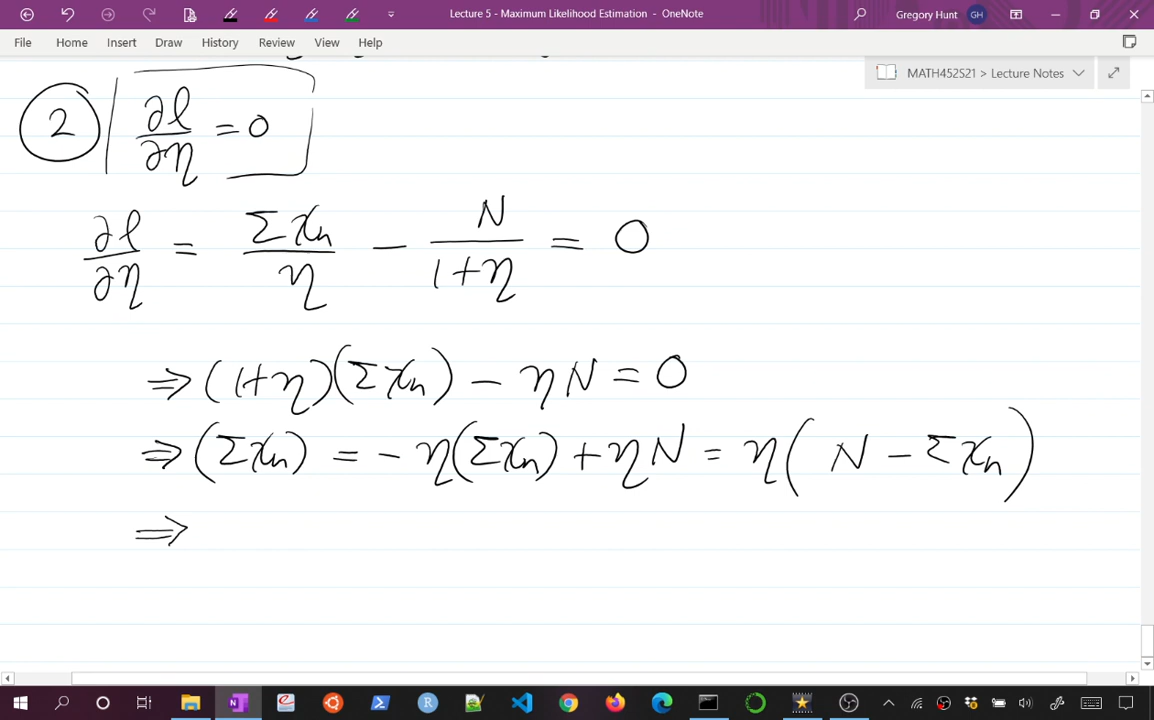 Lecture 5 - Maximum Likelihood Estimation - OneNote
Gregory Hunt GH
File Home Insert Draw History Review View Help
MATH452S21 > Lecture Notes
2 ∂l/∂η = 0
∂l/∂η = Σxₙ/η - N/(1+η) = 0
⇒ (1+η)(Σxₙ) - ηN = 0
⇒ (Σxₙ) = -η(Σxₙ) + ηN = η(N - Σxₙ)
⇒